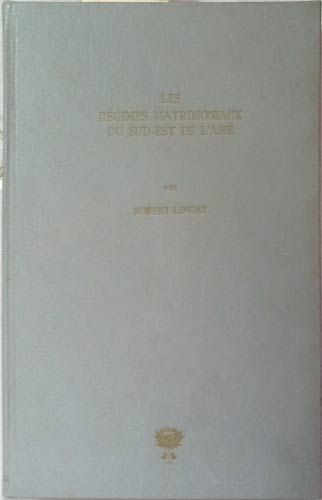 LES
RÉGIMES MATRIMONIAUX
DU SUD-EST DE L'ASIE
PAR
ROBERT LINGAT